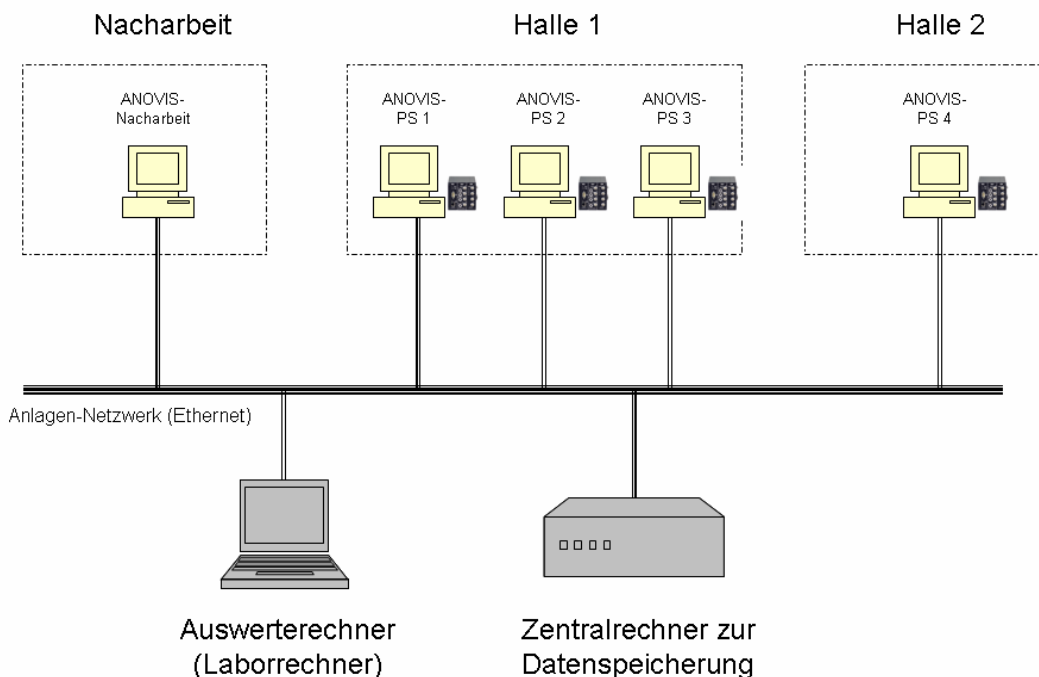 Nacharbeit
Halle 1
Halle 2
ANOVIS-
Nacharbeit
ANOVIS-
PS 1
ANOVIS-
PS 2
ANOVIS-
PS 3
ANOVIS-
PS 4
Anlagen-Netzwerk (Ethernet)
Auswerterechner
(Laborrechner)
Zentralrechner zur
Datenspeicherung